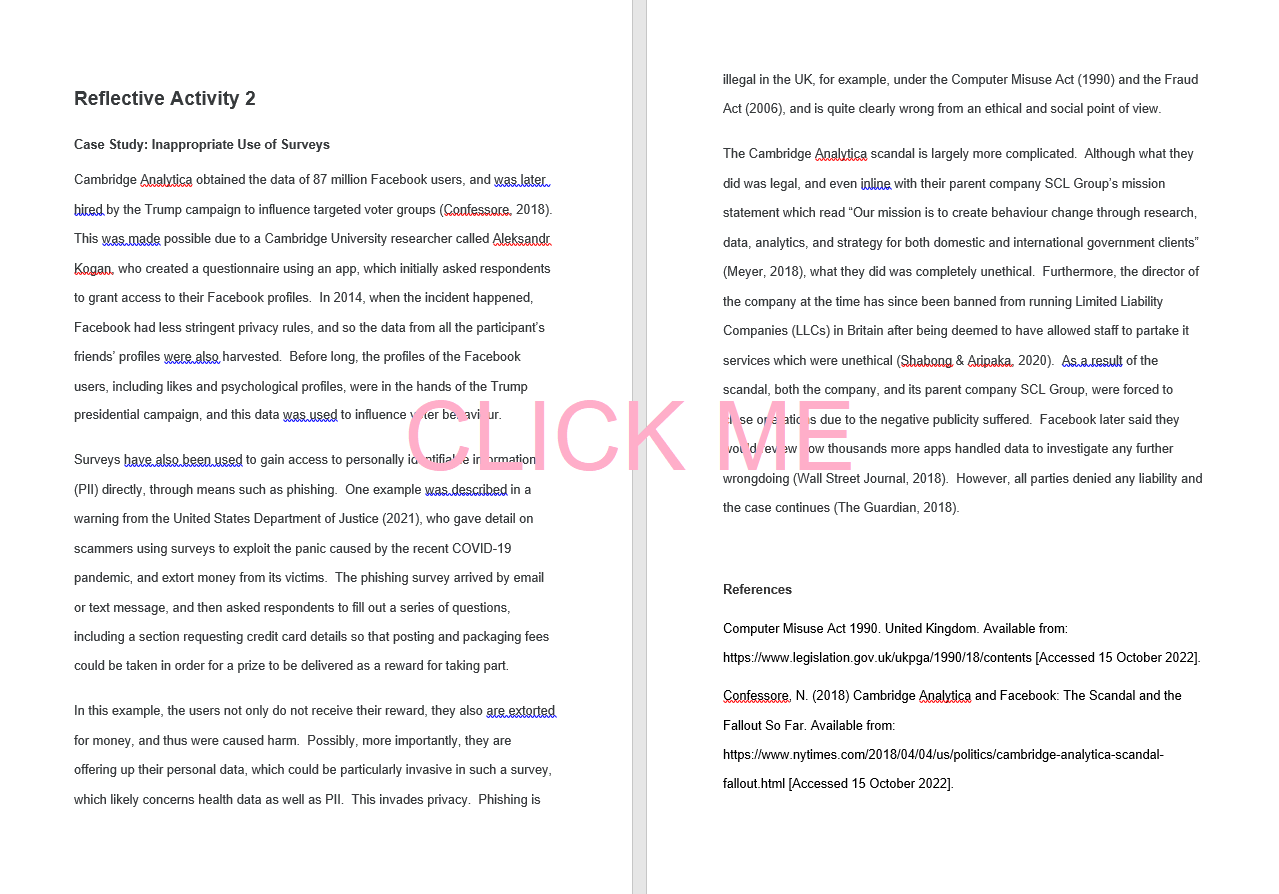 Reflective Activity 2
Case Study: Inappropriate Use of Surveys
Cambridge Analytica obtained the data of 87 million Facebook users, and was later
hired by the Trump campaign to influence targeted voter groups (Confessore, 2018).
This was made possible due to a Cambridge University researcher called Aleksandr
Kogan, who created a questionnaire using an app, which initially asked respondents
to grant access to their Facebook profiles. In 2014, when the incident happened,
Facebook had less stringent privacy rules, and so the data from all the participant's
friends' profiles were also harvested. Before long, the profiles of the Facebook
users, including likes and psychological profiles, were in the hands of the Trump
presidential campaign, and this data was used to influence voter behaviour.
Surveys have also been used to gain access to personally identifiable information
(PII) directly, through means such as phishing. One example was described in a
warning from the United States Department of Justice (2021), who gave detail on
scammers using surveys to exploit the panic caused by the recent COVID-19
pandemic, and extort money from its victims. The phishing survey arrived by email
or text message, and then asked respondents to fill out a series of questions,
including a section requesting credit card details so that posting and packaging fees
could be taken in order for a prize to be delivered as a reward for taking part.
In this example, the users not only do not receive their reward, they also are extorted
for money, and thus were caused harm. Possibly, more importantly, they are
offering up their personal data, which could be particularly invasive in such a survey,
which likely concerns health data as well as PII. This invades privacy. Phishing is
illegal in the UK, for example, under the Computer Misuse Act (1990) and the Fraud
Act (2006), and is quite clearly wrong from an ethical and social point of view.
The Cambridge Analytica scandal is largely more complicated. Although what they
did was legal, and even inline with their parent company SCL Group's mission
statement which read “Our mission is to create behaviour change through research,
data, analytics, and strategy for both domestic and international government clients”
(Meyer, 2018), what they did was completely unethical. Furthermore, the director of
the company at the time has since been banned from running Limited Liability
Companies (LLCs) in Britain after being deemed to have allowed staff to partake it
services which were unethical (Shabong & Aripaka, 2020). As a result of the
scandal, both the company, and its parent company SCL Group, were forced to
close operations due to the negative publicity suffered. Facebook later said they
would review how thousands more apps handled data to investigate any further
wrongdoing (Wall Street Journal, 2018). However, all parties denied any liability and
the case continues (The Guardian, 2018).
References
Computer Misuse Act 1990. United Kingdom. Available from:
https://www.legislation.gov.uk/ukpga/1990/18/contents [Accessed 15 October 2022].
Confessore, N. (2018) Cambridge Analytica and Facebook: The Scandal and the
Fallout So Far. Available from:
https://www.nytimes.com/2018/04/04/us/politics/cambridge-analytica-scandal-
fallout.html [Accessed 15 October 2022].
CLICK ME